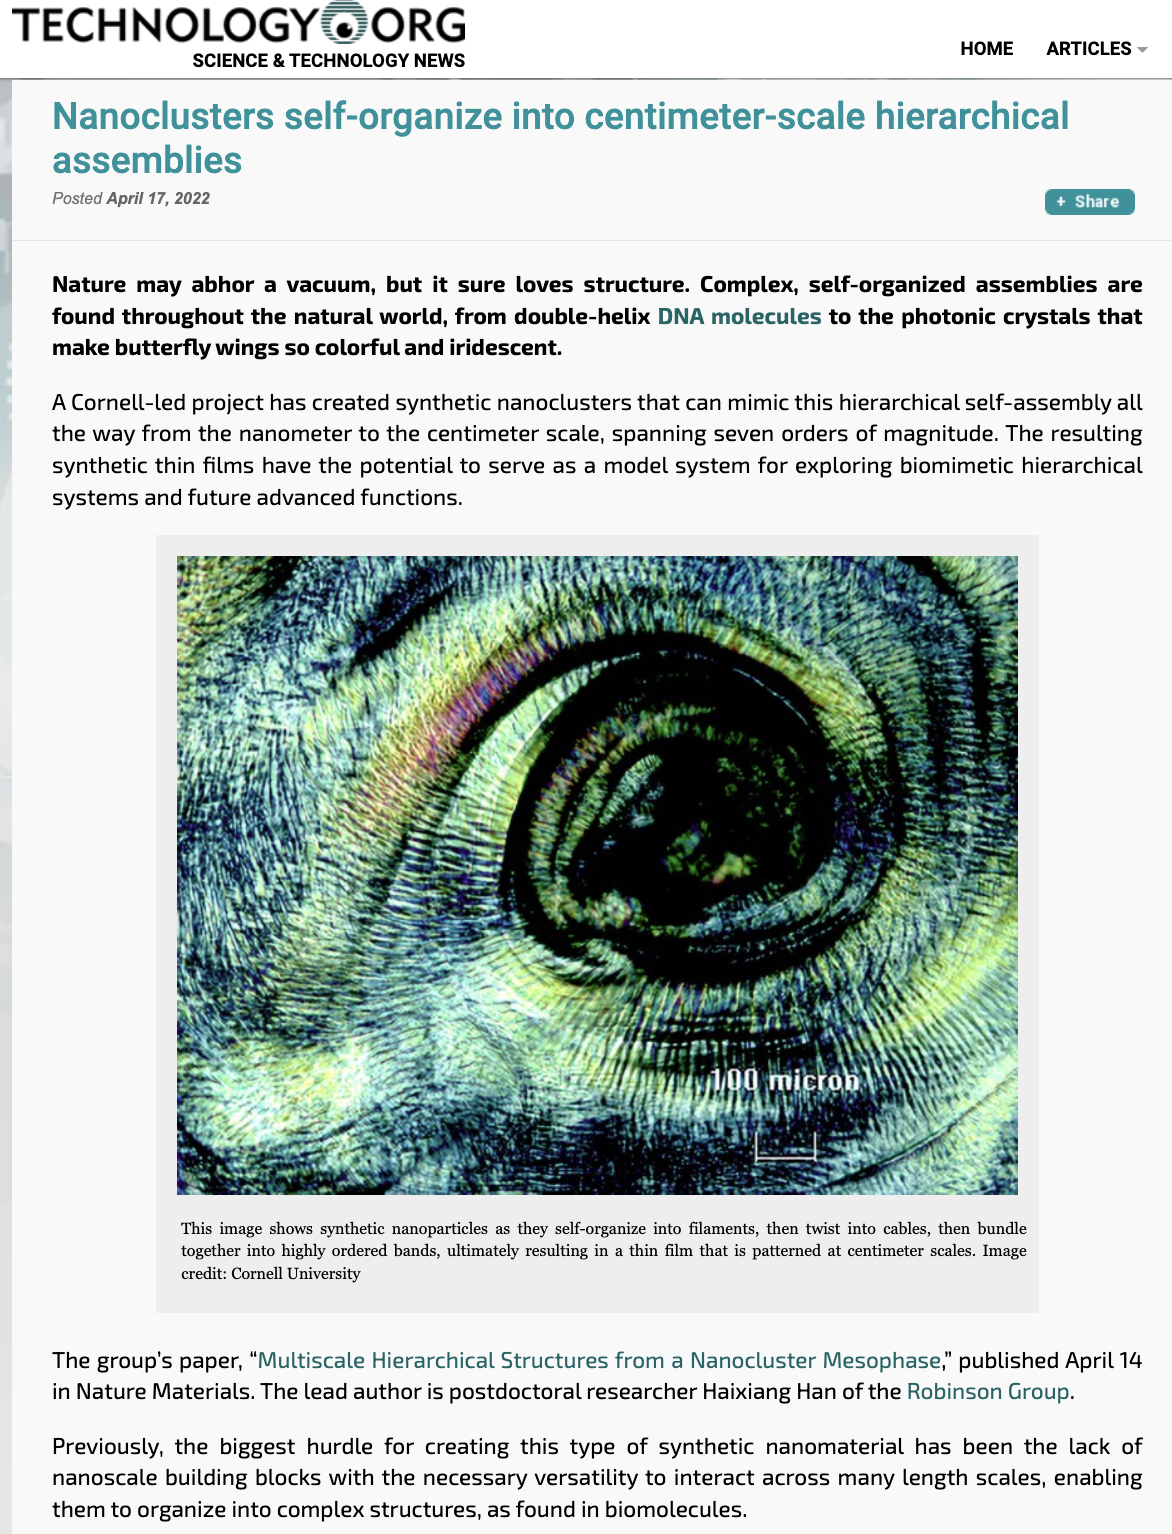 TECHNOLOGY ORG
SCIENCE & TECHNOLOGY NEWS
HOME ARTICLES
Nanoclusters self-organize into centimeter-scale hierarchical
assemblies
Posted April 17, 2022
+ Share
Nature may abhor a vacuum, but it sure loves structure. Complex, self-organized assemblies are
found throughout the natural world, from double-helix DNA molecules to the photonic crystals that
make butterfly wings so colorful and iridescent.
A Cornell-led project has created synthetic nanoclusters that can mimic this hierarchical self-assembly all
the way from the nanometer to the centimeter scale, spanning seven orders of magnitude. The resulting
synthetic thin films have the potential to serve as a model system for exploring biomimetic hierarchical
systems and future advanced functions.
100 micron
This image shows synthetic nanoparticles as they self-organize into filaments, then twist into cables, then bundle
together into highly ordered bands, ultimately resulting in a thin film that is patterned at centimeter scales. Image
credit: Cornell University
The group’s paper, “Multiscale Hierarchical Structures from a Nanocluster Mesophase,” published April 14
in Nature Materials. The lead author is postdoctoral researcher Haixiang Han of the Robinson Group.
Previously, the biggest hurdle for creating this type of synthetic nanomaterial has been the lack of
nanoscale building blocks with the necessary versatility to interact across many length scales, enabling
them to organize into complex structures, as found in biomolecules.